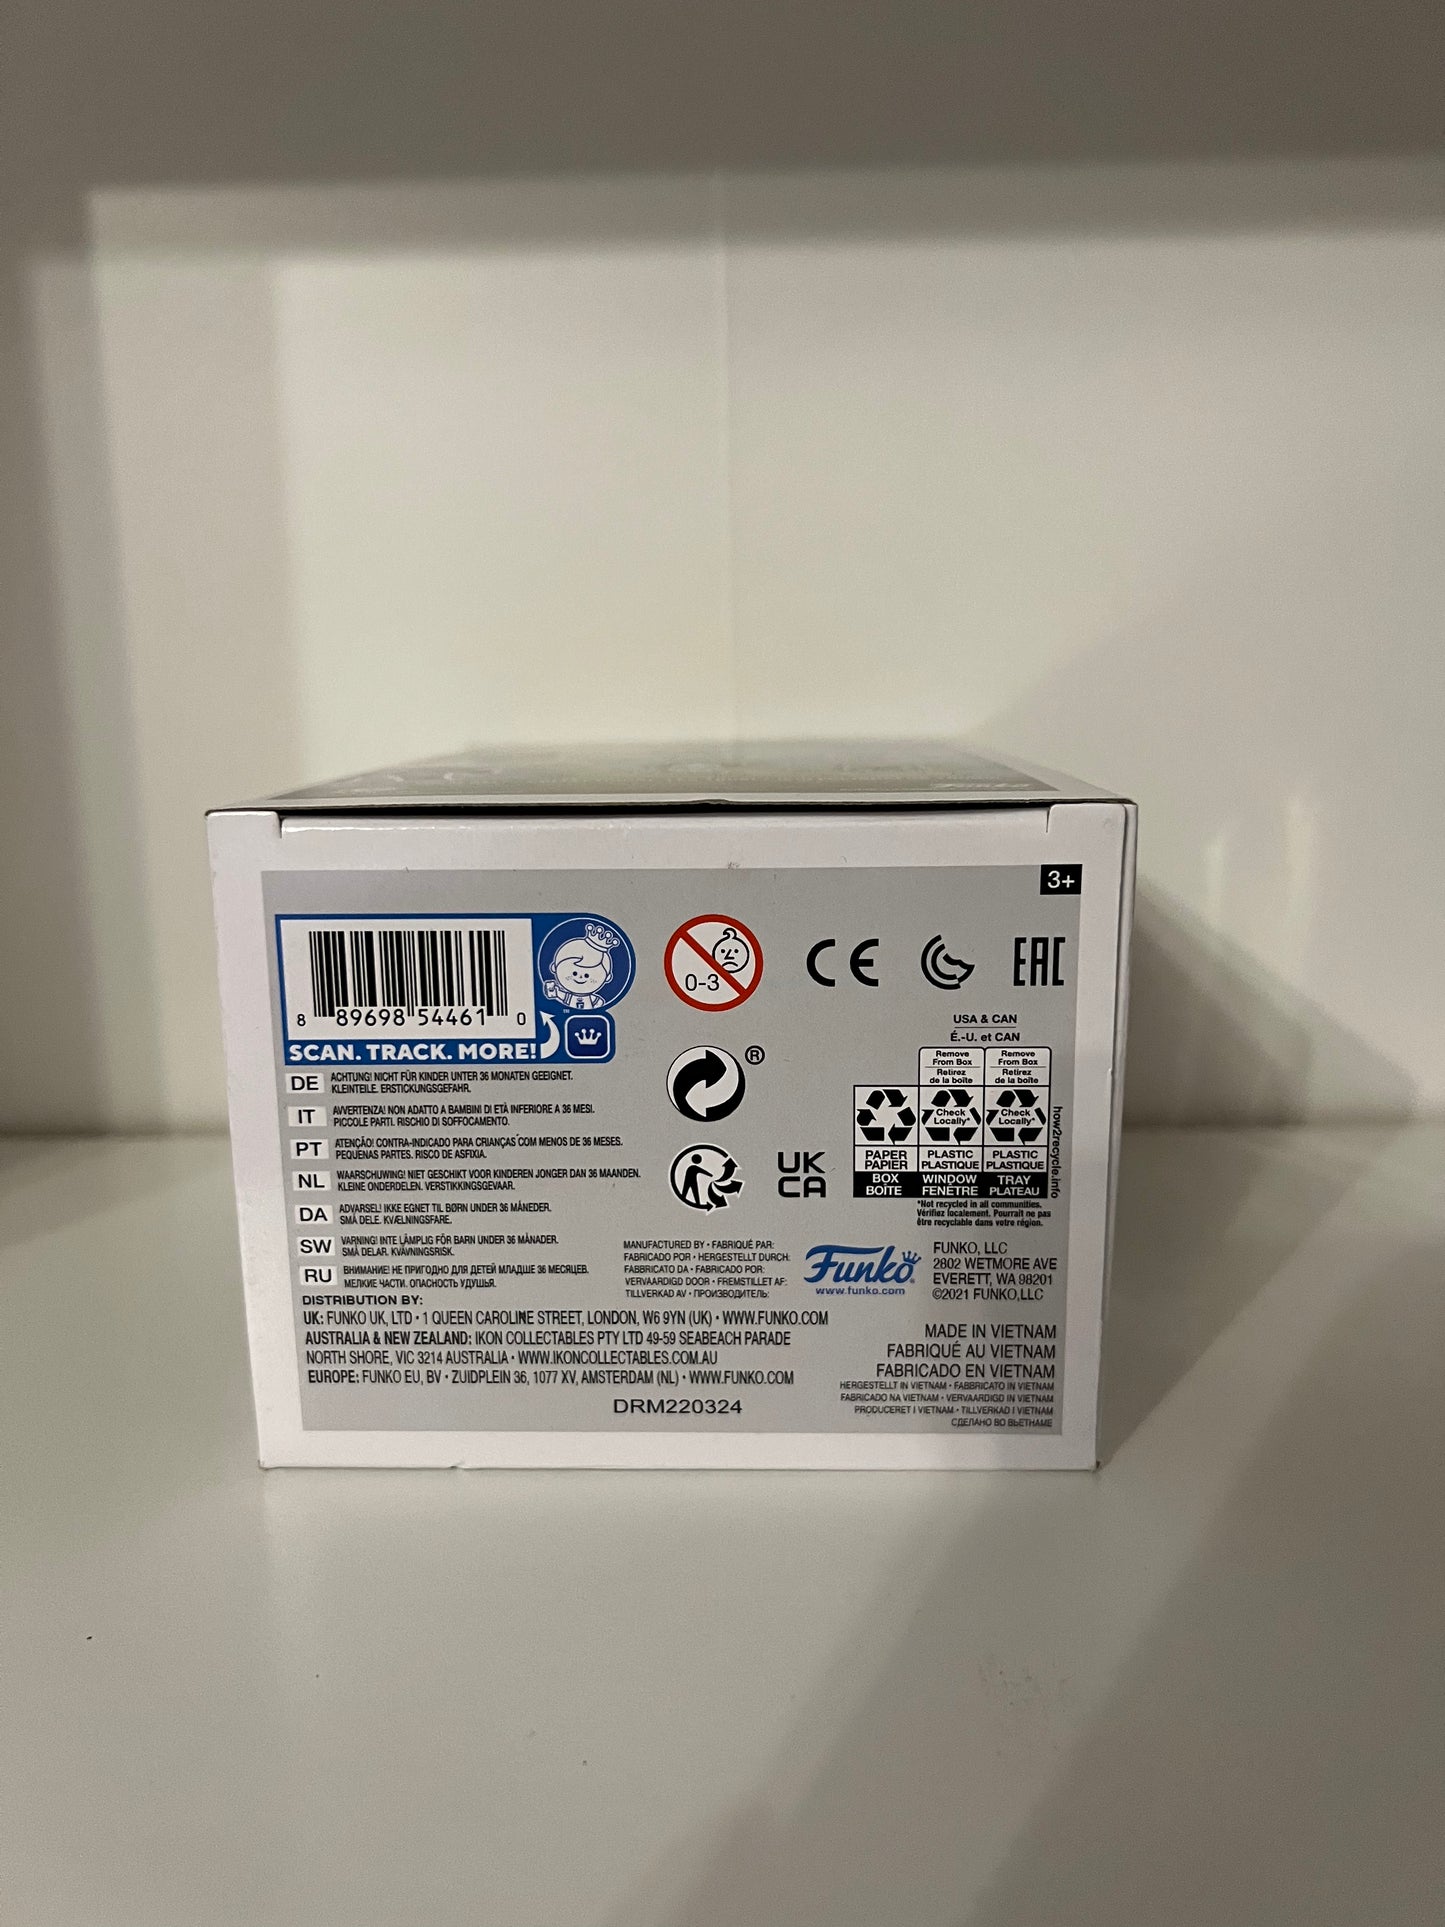 3+
8 89698 54461 0
SCAN. TRACK. MORE!
™
0-3
CE
EAC
USA & CAN
É.-U. et CAN
Remove From Box
Retirez de la boîte
Remove From Box
Retirez de la boîte
Check Locally*
Check Locally*
PAPER PAPIER
PLASTIC PLASTIQUE
PLASTIC PLASTIQUE
BOX BOÎTE
WINDOW FENÊTRE
TRAY PLATEAU
how2recycle.info
*Not recycled in all communities.
Vérifiez localement. Pourrait ne pas
être recyclable dans votre région.
®
UK
CA
DE ACHTUNG! NICHT FÜR KINDER UNTER 36 MONATEN GEEIGNET.
KLEINTEILE. ERSTICKUNGSGEFAHR.
IT AVVERTENZA! NON ADATTO A BAMBINI DI ETÀ INFERIORE A 36 MESI.
PICCOLE PARTI. RISCHIO DI SOFFOCAMENTO.
PT ATENÇÃO! CONTRA-INDICADO PARA CRIANÇAS COM MENOS DE 36 MESES.
PEQUENAS PARTES. RISCO DE ASFIXIA.
NL WAARSCHUWING! NIET GESCHIKT VOOR KINDEREN JONGER DAN 36 MAANDEN.
KLEINE ONDERDELEN. VERSTIKKINGSGEVAAR.
DA ADVARSEL! IKKE EGNET TIL BØRN UNDER 36 MÅNEDER.
SMÅ DELE. KVÆLNINGSFARE.
SW VARNING! INTE LÄMPLIG FÖR BARN UNDER 36 MÅNADER.
SMÅ DELAR. KVÄVNINGSRISK.
RU ВНИМАНИЕ! НЕ ПРИГОДНО ДЛЯ ДЕТЕЙ МЛАДШЕ 36 МЕСЯЦЕВ.
МЕЛКИЕ ЧАСТИ. ОПАСНОСТЬ УДУШЬЯ.
MANUFACTURED BY • FABRIQUÉ PAR:
FABRICADO POR • HERGESTELLT DURCH:
FABBRICATO DA • FABRICADO POR:
VERVAARDIGD DOOR • FREMSTILLET AF:
TILLVERKAD AV • ПРОИЗВОДИТЕЛЬ:
Funko
www.funko.com
FUNKO, LLC
2802 WETMORE AVE
EVERETT, WA 98201
©2021 FUNKO,LLC
DISTRIBUTION BY:
UK: FUNKO UK, LTD • 1 QUEEN CAROLINE STREET, LONDON, W6 9YN (UK) • WWW.FUNKO.COM
AUSTRALIA & NEW ZEALAND: IKON COLLECTABLES PTY LTD 49-59 SEABEACH PARADE
NORTH SHORE, VIC 3214 AUSTRALIA • WWW.IKONCOLLECTABLES.COM.AU
EUROPE: FUNKO EU, BV • ZUIDPLEIN 36, 1077 XV, AMSTERDAM (NL) • WWW.FUNKO.COM
DRM220324
MADE IN VIETNAM
FABRIQUÉ AU VIETNAM
FABRICADO EN VIETNAM
HERGESTELLT IN VIETNAM • FABBRICATO IN VIETNAM
FABRICADO NA VIETNAM • VERVAARDIGD IN VIETNAM
PRODUCERET I VIETNAM • TILLVERKAD I VIETNAM
СДЕЛАНО ВО ВЬЕТНАМЕ